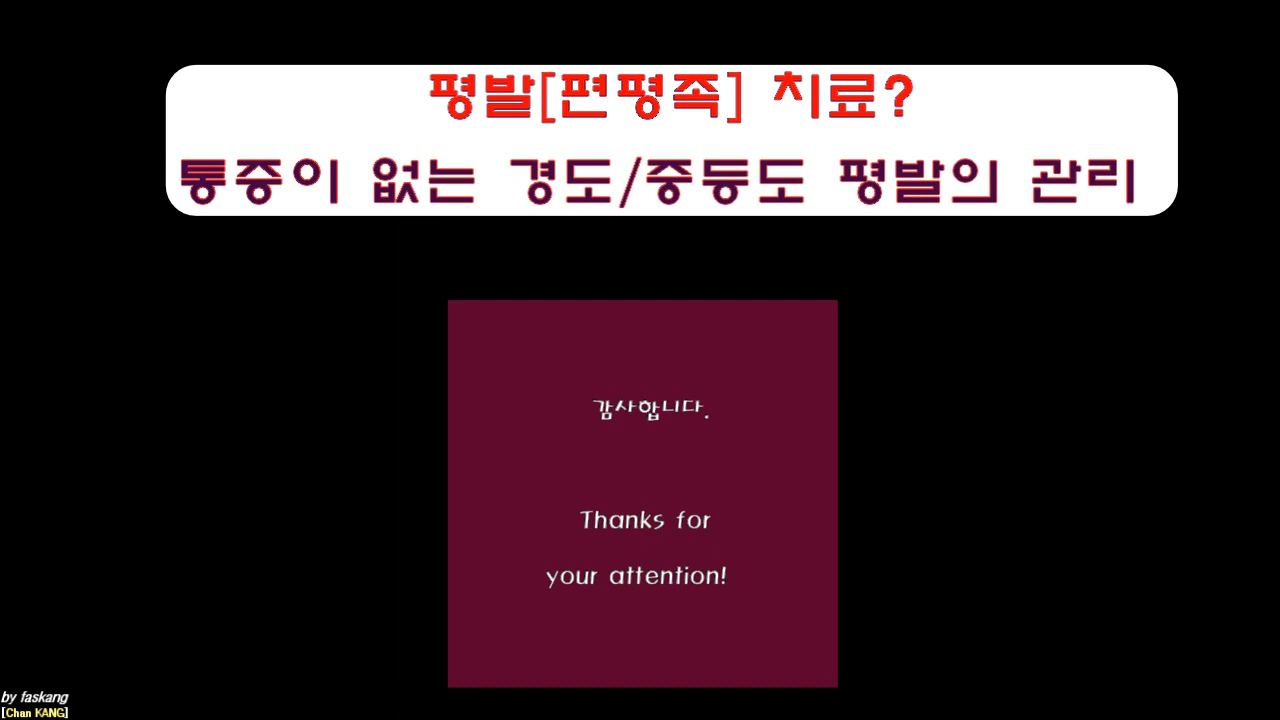 평발[편평족] 치료?
통증이 없는 경도/중등도 평발의 관리
감사합니다.
Thanks for
your attention!
by faskang
[Chan KANG]